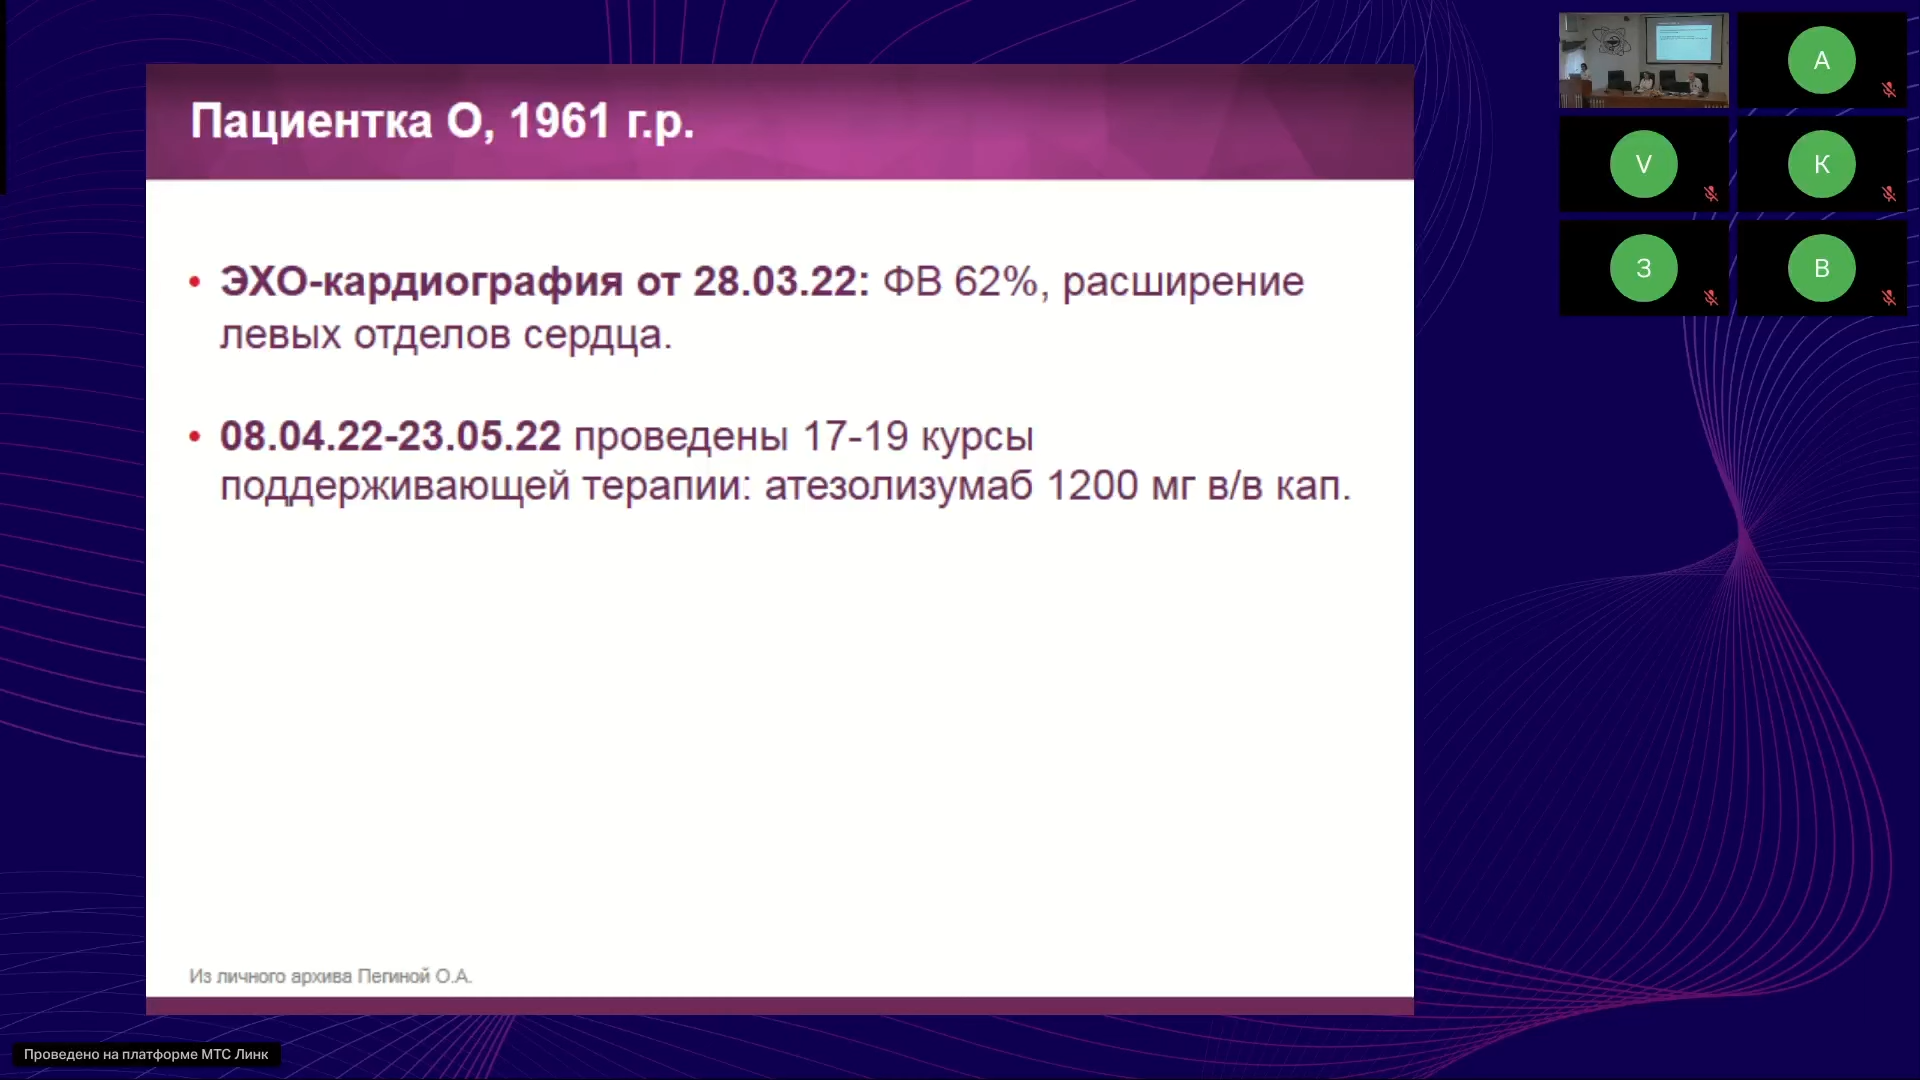 Пациентка О, 1961 г.р.
• ЭХО-кардиография от 28.03.22: ФВ 62%, расширение
левых отделов сердца.
• 08.04.22-23.05.22 проведены 17-19 курсы
поддерживающей терапии: атезолизумаб 1200 мг в/в кап.
Из личного архива Пегиной О.А.
Проведено на платформе МТС Линк
A
V
К
З
В